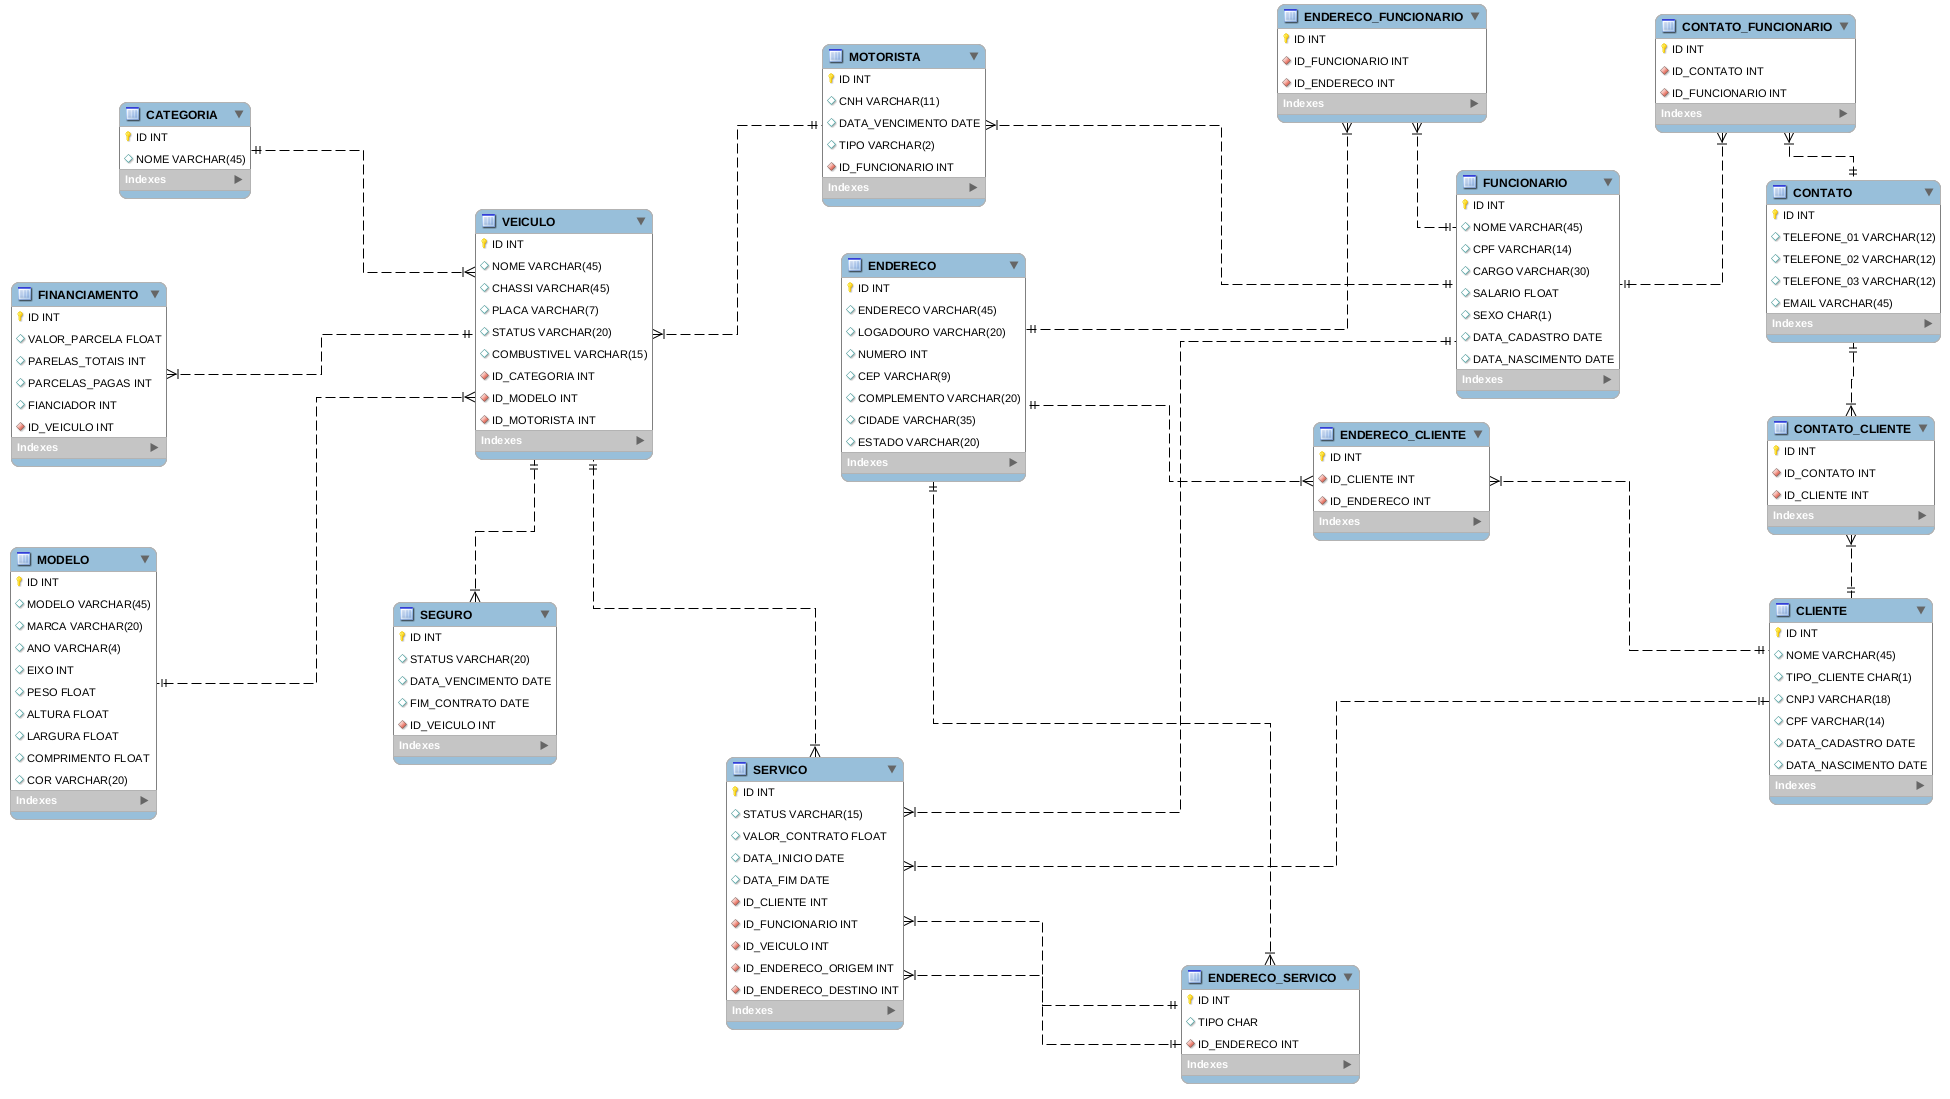 ENDERECO_FUNCIONARIO
ID INT
ID_FUNCIONARIO INT
ID_ENDERECO INT
Indexes
CONTATO_FUNCIONARIO
ID INT
ID_CONTATO INT
ID_FUNCIONARIO INT
Indexes
MOTORISTA
ID INT
CNH VARCHAR(11)
DATA_VENCIMENTO DATE
TIPO VARCHAR(2)
ID_FUNCIONARIO INT
Indexes
CATEGORIA
ID INT
NOME VARCHAR(45)
Indexes
FUNCIONARIO
ID INT
NOME VARCHAR(45)
CPF VARCHAR(14)
CARGO VARCHAR(30)
SALARIO FLOAT
SEXO CHAR(1)
DATA_CADASTRO DATE
DATA_NASCIMENTO DATE
Indexes
CONTATO
ID INT
TELEFONE_01 VARCHAR(12)
TELEFONE_02 VARCHAR(12)
TELEFONE_03 VARCHAR(12)
EMAIL VARCHAR(45)
Indexes
VEICULO
ID INT
NOME VARCHAR(45)
CHASSI VARCHAR(45)
PLACA VARCHAR(7)
STATUS VARCHAR(20)
COMBUSTIVEL VARCHAR(15)
ID_CATEGORIA INT
ID_MODELO INT
ID_MOTORISTA INT
Indexes
ENDERECO
ID INT
ENDERECO VARCHAR(45)
LOGADOURO VARCHAR(20)
NUMERO INT
CEP VARCHAR(9)
COMPLEMENTO VARCHAR(20)
CIDADE VARCHAR(35)
ESTADO VARCHAR(20)
Indexes
FINANCIAMENTO
ID INT
VALOR_PARCELA FLOAT
PARELAS_TOTAIS INT
PARCELAS_PAGAS INT
FIANCIADOR INT
ID_VEICULO INT
Indexes
ENDERECO_CLIENTE
ID INT
ID_CLIENTE INT
ID_ENDERECO INT
Indexes
CONTATO_CLIENTE
ID INT
ID_CONTATO INT
ID_CLIENTE INT
Indexes
MODELO
ID INT
MODELO VARCHAR(45)
MARCA VARCHAR(20)
ANO VARCHAR(4)
EIXO INT
PESO FLOAT
ALTURA FLOAT
LARGURA FLOAT
COMPRIMENTO FLOAT
COR VARCHAR(20)
Indexes
SEGURO
ID INT
STATUS VARCHAR(20)
DATA_VENCIMENTO DATE
FIM_CONTRATO DATE
ID_VEICULO INT
Indexes
CLIENTE
ID INT
NOME VARCHAR(45)
TIPO_CLIENTE CHAR(1)
CNPJ VARCHAR(18)
CPF VARCHAR(14)
DATA_CADASTRO DATE
DATA_NASCIMENTO DATE
Indexes
SERVICO
ID INT
STATUS VARCHAR(15)
VALOR_CONTRATO FLOAT
DATA_INICIO DATE
DATA_FIM DATE
ID_CLIENTE INT
ID_FUNCIONARIO INT
ID_VEICULO INT
ID_ENDERECO_ORIGEM INT
ID_ENDERECO_DESTINO INT
Indexes
ENDERECO_SERVICO
ID INT
TIPO CHAR
ID_ENDERECO INT
Indexes